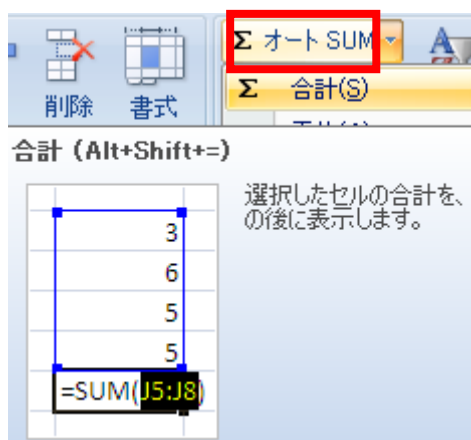 Σ オート SUM
削除 書式
Σ 合計(S)
合計 (Alt+Shift+=)
選択したセルの合計を、
の後に表示します。
3
6
5
5
=SUM(J5:J8)